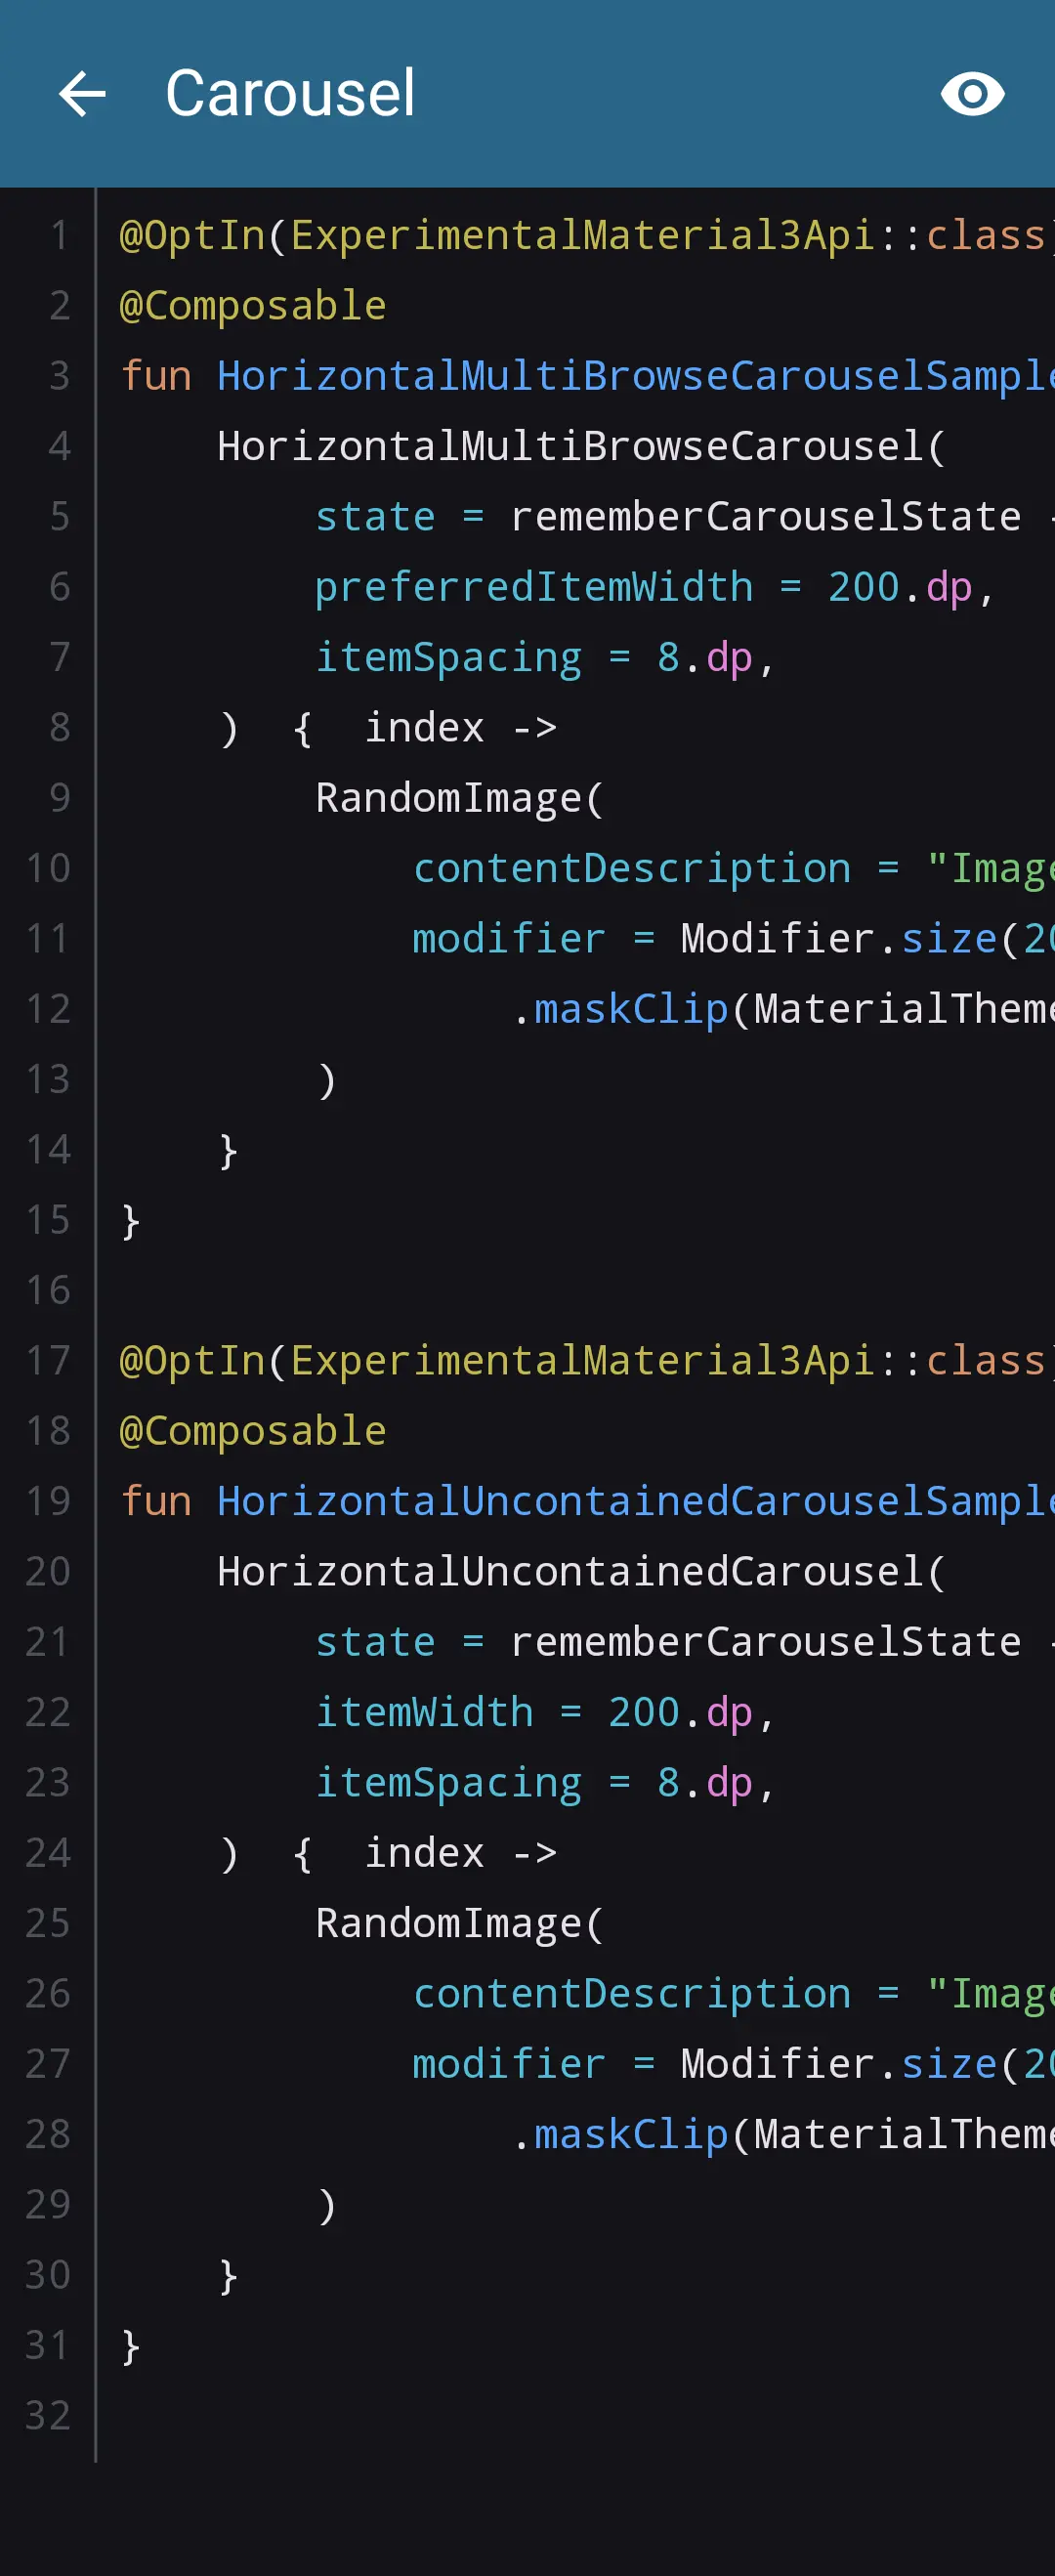 Carousel
1 @OptIn(ExperimentalMaterial3Api::class)
2 @Composable
3 fun HorizontalMultiBrowseCarouselSample
4     HorizontalMultiBrowseCarousel(
5         state = rememberCarouselState
6         preferredItemWidth = 200.dp,
7         itemSpacing = 8.dp,
8     )  {  index ->
9         RandomImage(
10             contentDescription = "Image
11             modifier = Modifier.size(20
12                 .maskClip(MaterialTheme
13         )
14     }
15 }
16
17 @OptIn(ExperimentalMaterial3Api::class)
18 @Composable
19 fun HorizontalUncontainedCarouselSample
20     HorizontalUncontainedCarousel(
21         state = rememberCarouselState
22         itemWidth = 200.dp,
23         itemSpacing = 8.dp,
24     )  {  index ->
25         RandomImage(
26             contentDescription = "Image
27             modifier = Modifier.size(20
28                 .maskClip(MaterialTheme
29         )
30     }
31 }
32